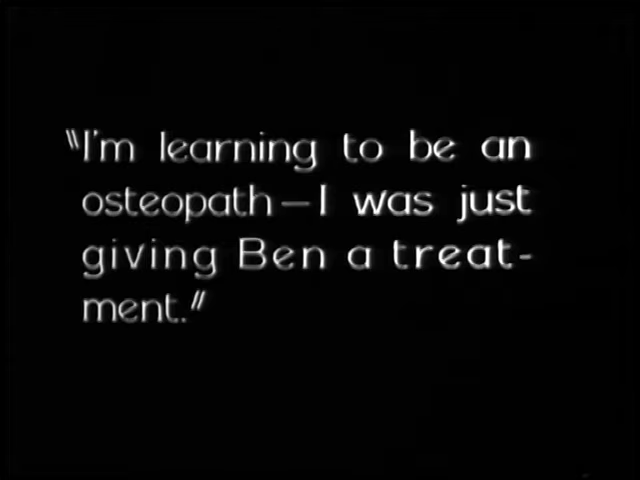 "I'm learning to be an
osteopath—I was just
giving Ben a treat-
ment."